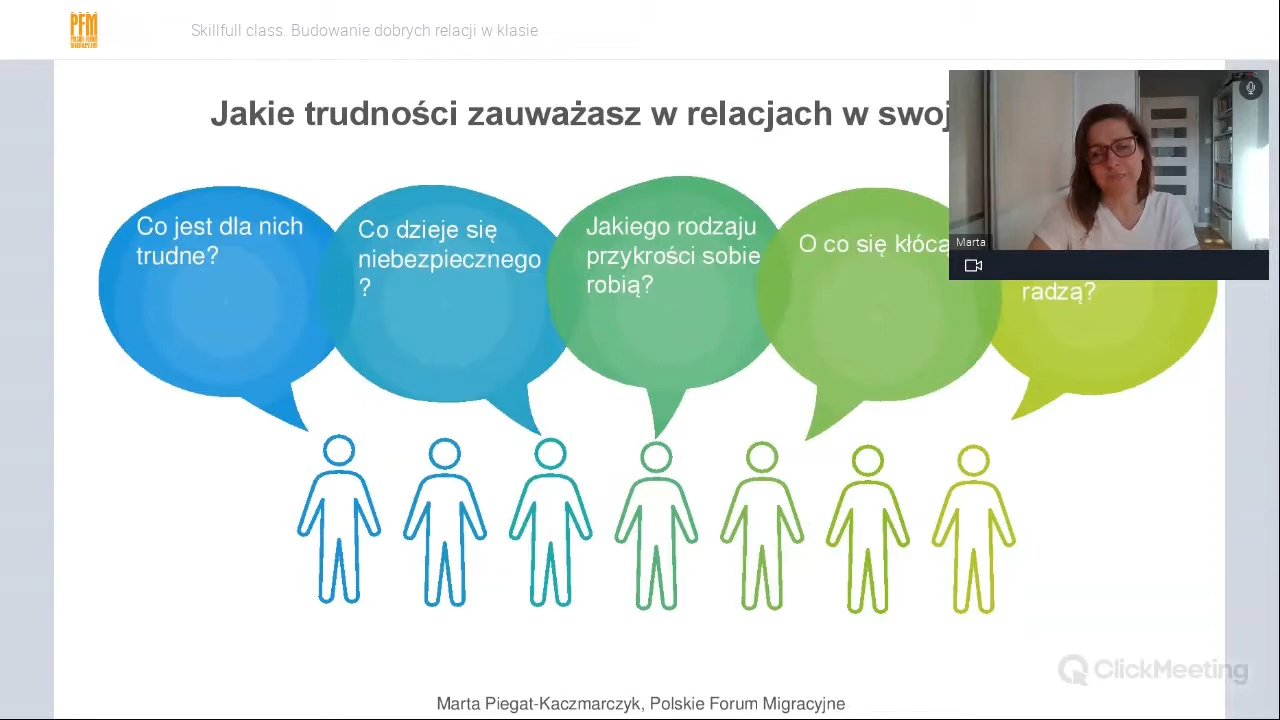 PFM
Skillfull class. Budowanie dobrych relacji w klasie
Jakie trudności zauważasz w relacjach w swoj
Co jest dla nich
trudne?
Co dzieje się
niebezpiecznego
?
Jakiego rodzaju
przykrości sobie
robią?
O co się kłócą
radzą?
Marta
ClickMeeting
Marta Piegat-Kaczmarczyk, Polskie Forum Migracyjne